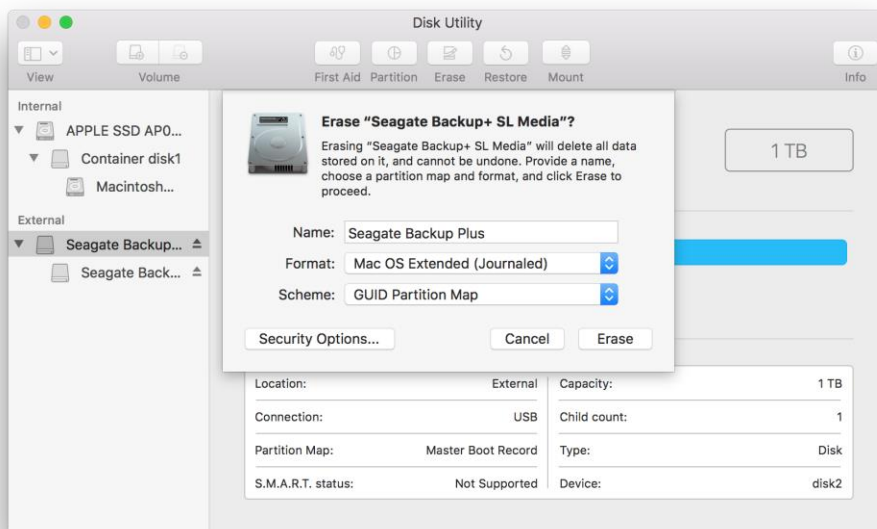 Disk Utility
View
Volume
First Aid
Partition
Erase
Restore
Mount
Info
Internal
APPLE SSD AP0...
Container disk1
Macintosh...
External
Seagate Backup...
Seagate Back...
Erase “Seagate Backup+ SL Media”?
Erasing “Seagate Backup+ SL Media” will delete all data
stored on it, and cannot be undone. Provide a name,
choose a partition map and format, and click Erase to
proceed.
Name: Seagate Backup Plus
Format: Mac OS Extended (Journaled)
Scheme: GUID Partition Map
Security Options...
Cancel
Erase
1 TB
Location: External
Capacity: 1 TB
Connection: USB
Child count: 1
Partition Map: Master Boot Record
Type: Disk
S.M.A.R.T. status: Not Supported
Device: disk2